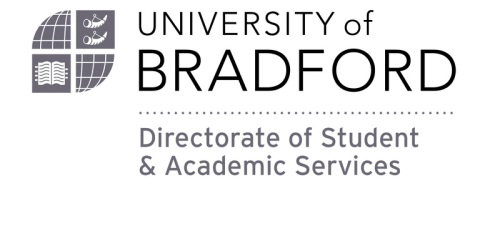 UNIVERSITY of
BRADFORD
Directorate of Student
& Academic Services